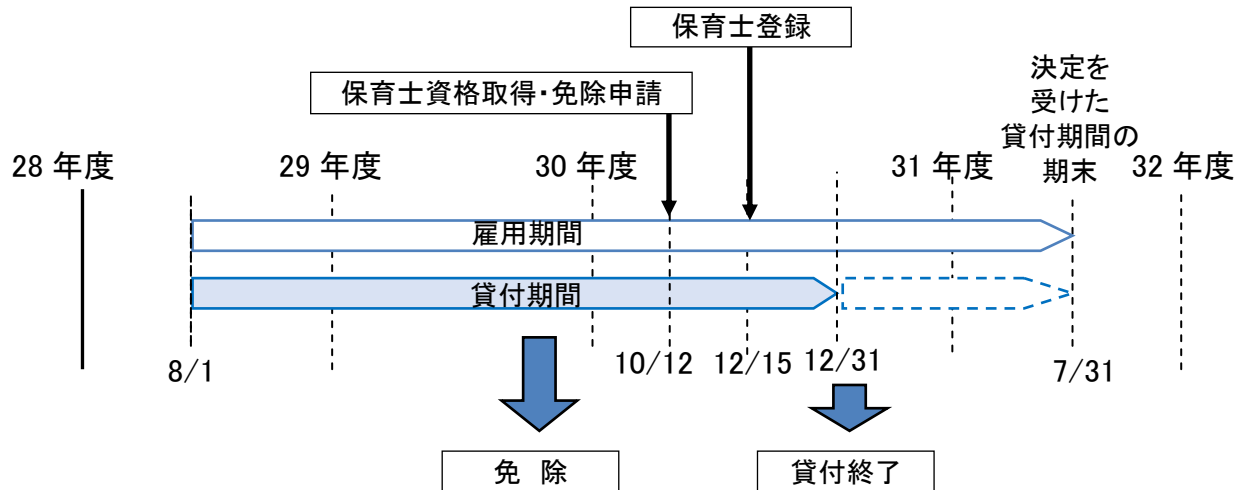 保育士登録
保育士資格取得・免除申請
決定を
受けた
貸付期間の
期末
28 年度
29 年度
30 年度
31 年度
32 年度
雇用期間
貸付期間
8/1
10/12
12/15
12/31
7/31
免 除
貸付終了